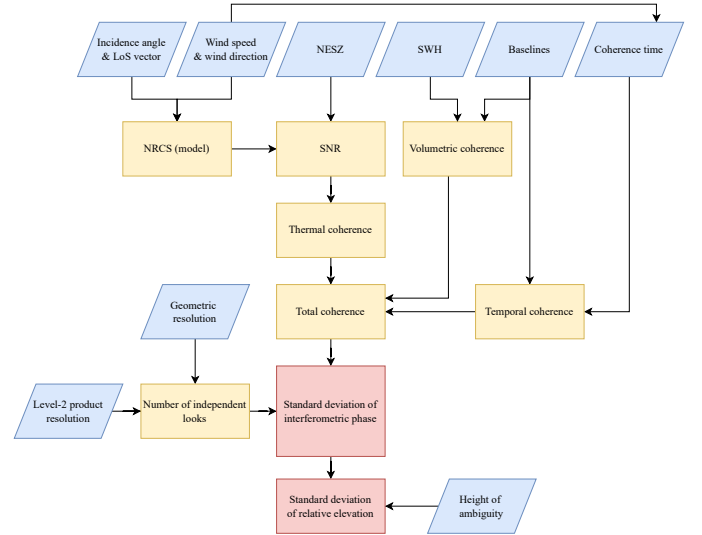 Incidence angle
& LoS vector
Wind speed
& wind direction
NESZ
SWH
Baselines
Coherence time
NRCS (model)
SNR
Volumetric coherence
Thermal coherence
Geometric
resolution
Total coherence
Temporal coherence
Level-2 product
resolution
Number of independent
looks
Standard deviation of
interferometric phase
Standard deviation
of relative elevation
Height of
ambiguity